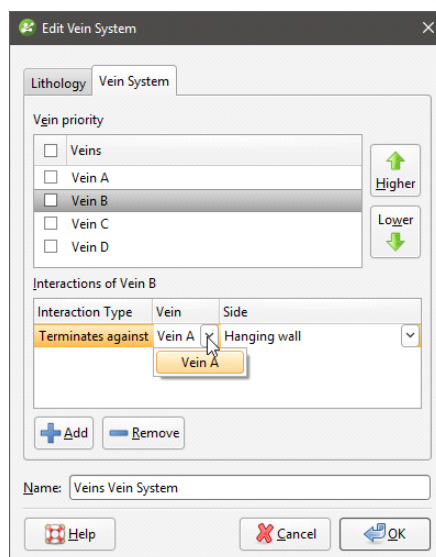 Edit Vein System
Lithology Vein System
Vein priority
Veins
Vein A
Vein B
Vein C
Vein D
Higher
Lower
Interactions of Vein B
Interaction Type Vein Side
Terminates against Vein A Hanging wall
Vein A
Add Remove
Name: Veins Vein System
Help Cancel OK